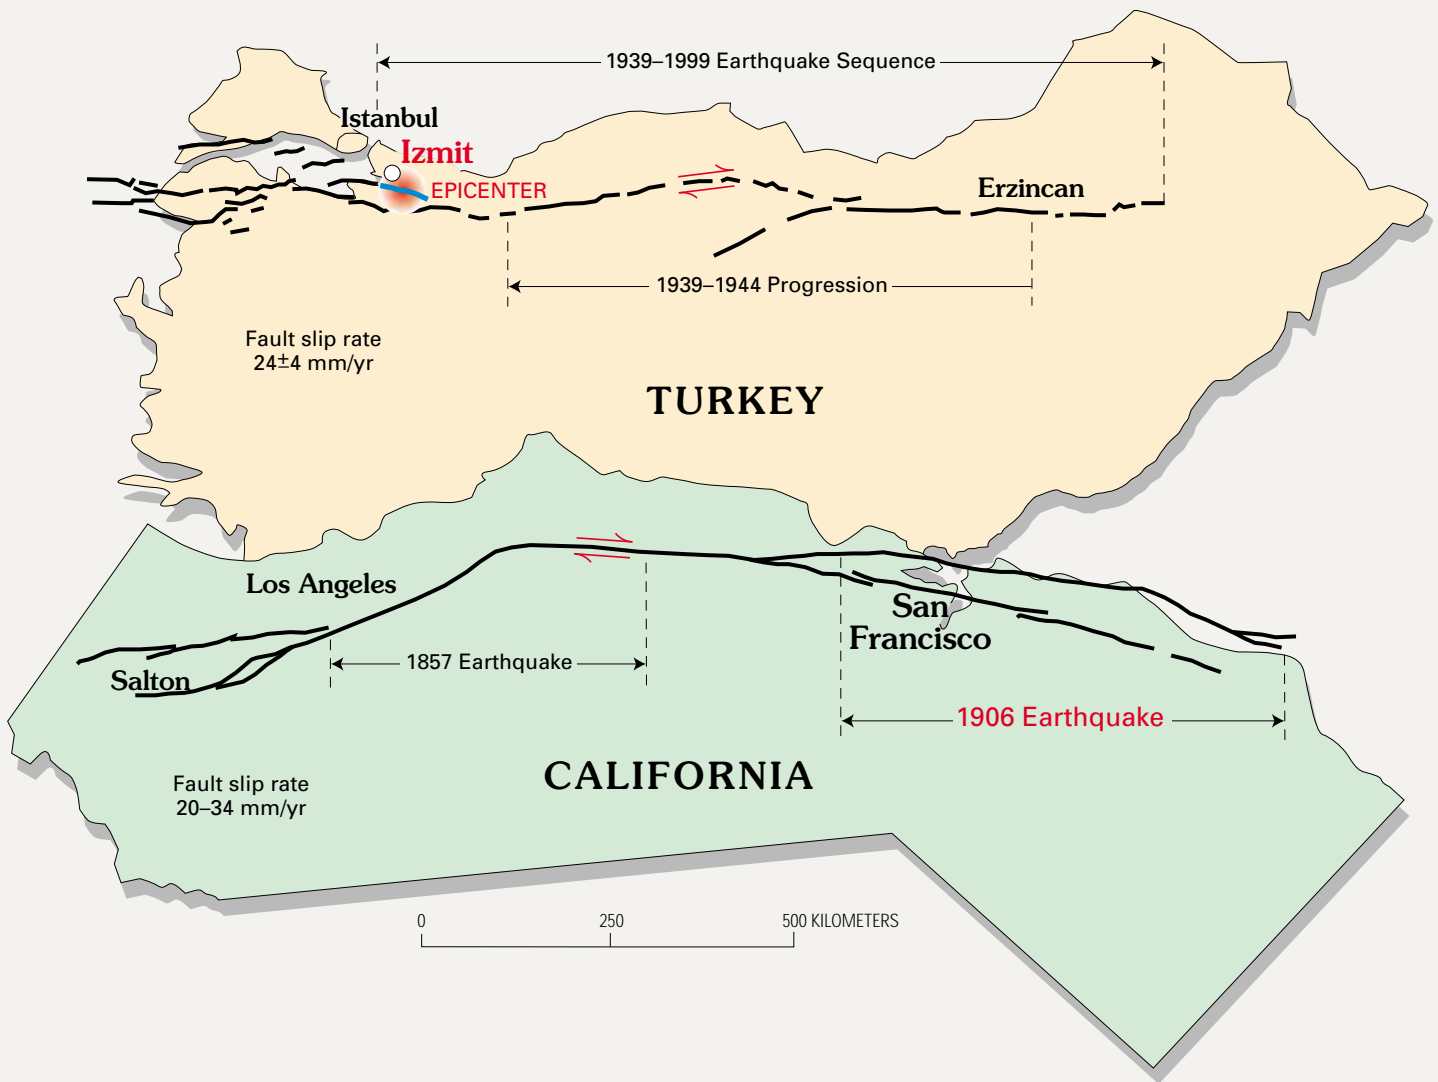 1939–1999 Earthquake Sequence
Istanbul
Izmit
EPICENTER
Erzincan
1939–1944 Progression
Fault slip rate
24±4 mm/yr
TURKEY
Los Angeles
San
Francisco
1857 Earthquake
Salton
1906 Earthquake
CALIFORNIA
Fault slip rate
20–34 mm/yr
0 250 500 KILOMETERS